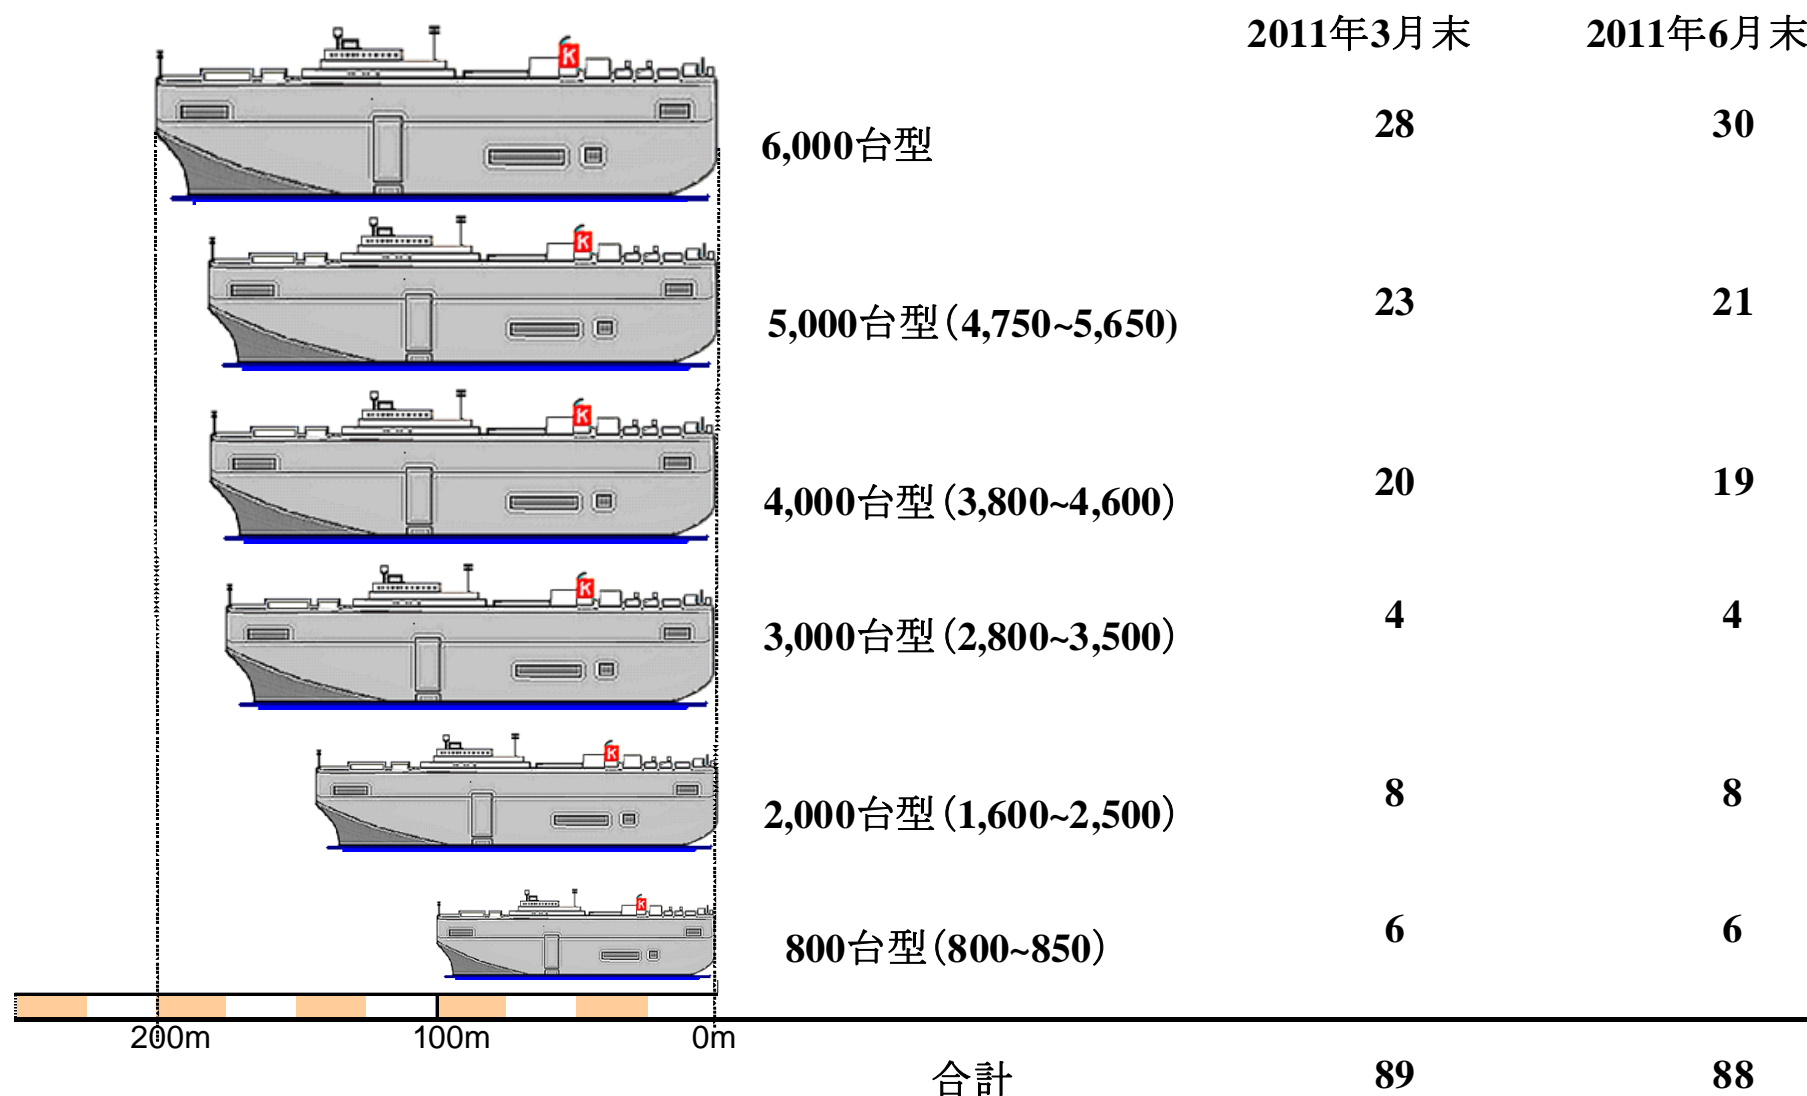 2011年3月末 2011年6月末
K
6,000台型 28 30
K
5,000台型（4,750~5,650) 23 21
K
4,000台型（3,800~4,600） 20 19
K
3,000台型（2,800~3,500） 4 4
K
2,000台型（1,600~2,500） 8 8
K
800台型（800~850） 6 6
200m 100m 0m
合計 89 88